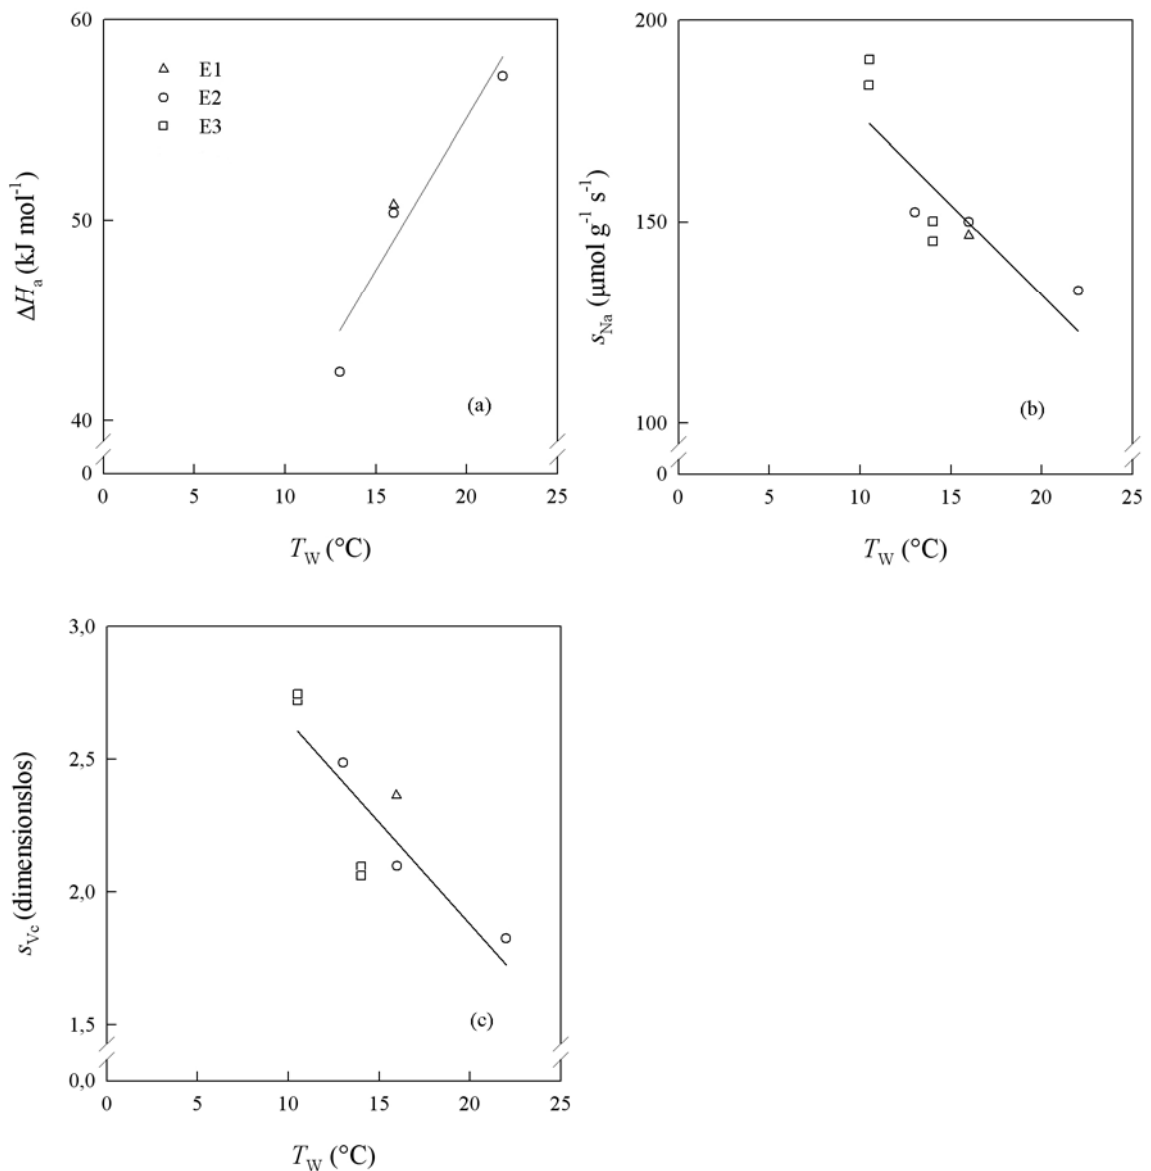 60
50
40
0
ΔHa (kJ mol-1)
E1
E2
E3
(a)
0 5 10 15 20 25
TW (°C)
200
150
100
0
sNa (μmol g-1 s-1)
(b)
0 5 10 15 20 25
TW (°C)
3,0
2,5
2,0
1,5
0,0
sVc (dimensionslos)
(c)
0 5 10 15 20 25
TW (°C)